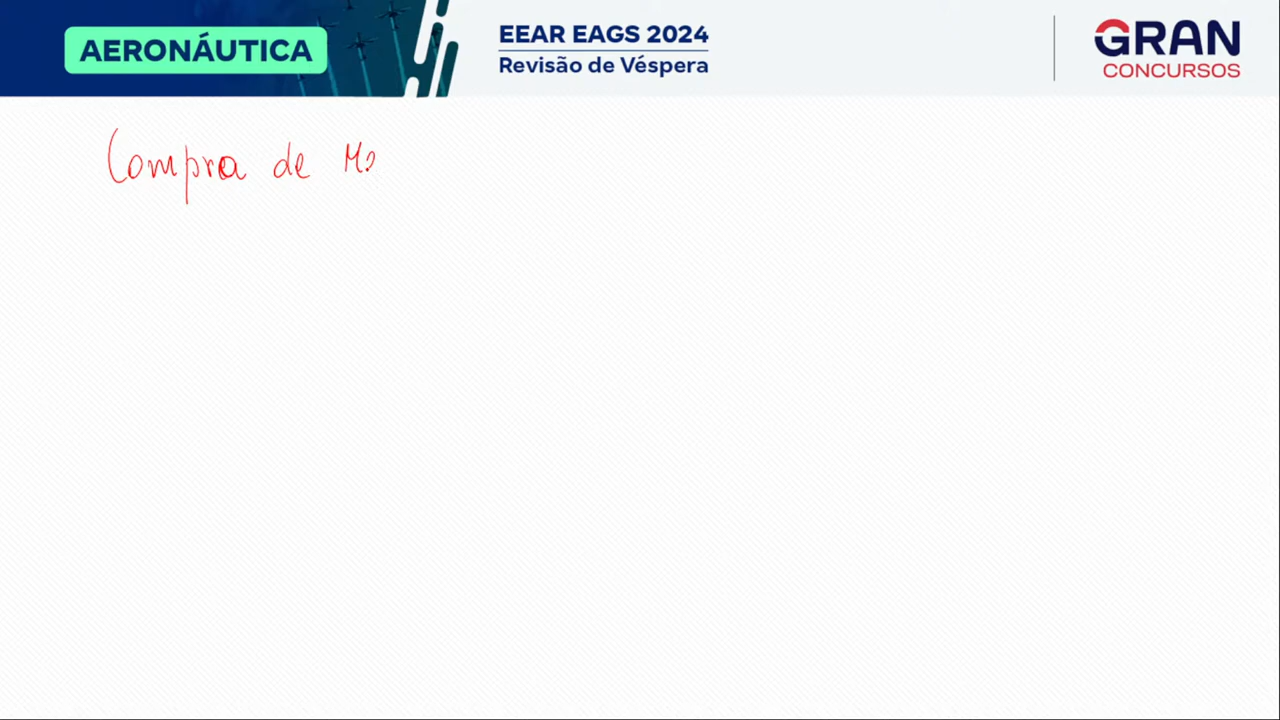 AERONÁUTICA
EEAR EAGS 2024
Revisão de Véspera
GRAN
CONCURSOS
Compra de